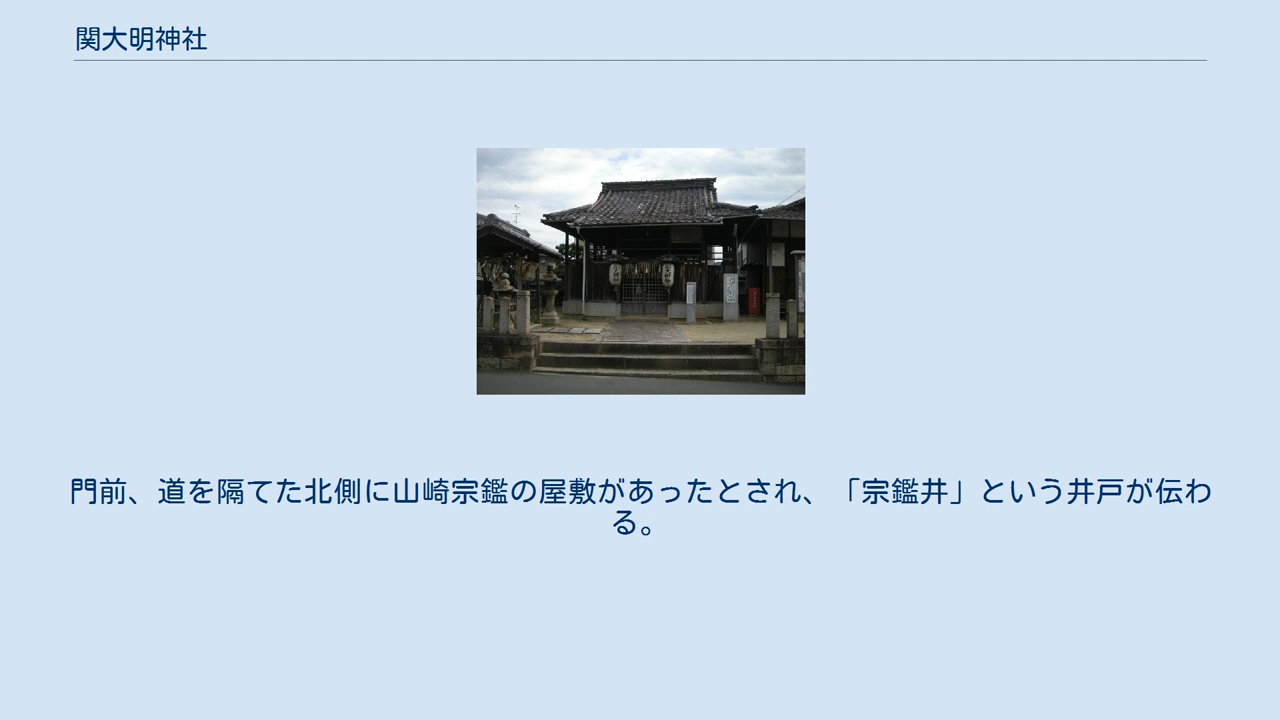 関大明神社
門前、道を隔てた北側に山崎宗鑑の屋敷があったとされ、「宗鑑井」という井戸が伝わ
る。